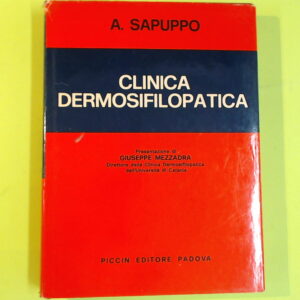 A. SAPUPPO
CLINICA
DERMOSIFILOPATICA
Presentazione di
GIUSEPPE MEZZADRA
Direttore della Clinica Dermosifilopatica
dell'Università di Catania
PICCIN EDITORE PADOVA